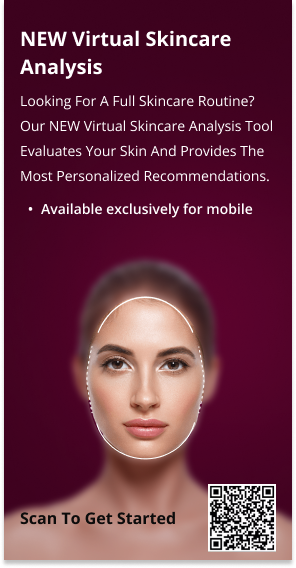 NEW Virtual Skincare
Analysis
Looking For A Full Skincare Routine?
Our NEW Virtual Skincare Analysis Tool
Evaluates Your Skin And Provides The
Most Personalized Recommendations.
• Available exclusively for mobile
Scan To Get Started